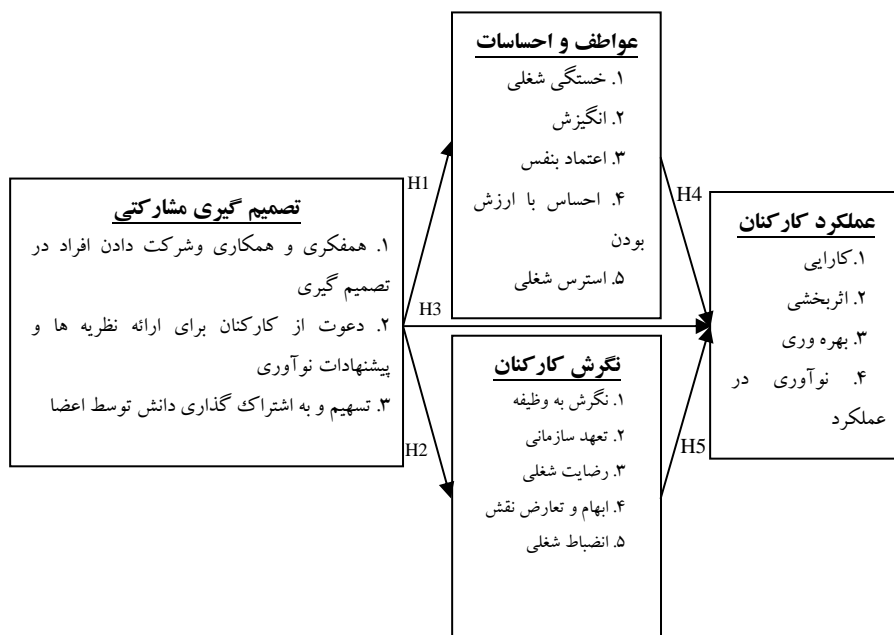 عواطف و احساسات
۱. خستگی شغلی
۲. انگیزش
۳. اعتماد بنفس
۴. احساس با ارزش
بودن
۵. استرس شغلی
تصمیم گیری مشارکتی
۱. همفکری و همکاری وشرکت دادن افراد در
تصمیم گیری
۲. دعوت از کارکنان برای ارائه نظریه ها و
پیشنهادات نوآوری
۳. تسهیم و به اشتراک گذاری دانش توسط اعضا
عملکرد کارکنان
۱.کارایی
۲. اثربخشی
۳. بهره وری
۴. نوآوری در
عملکرد
نگرش کارکنان
۱. نگرش به وظیفه
۲. تعهد سازمانی
۳. رضایت شغلی
۴. ابهام و تعارض نقش
۵. انضباط شغلی
H1
H4
H3
H2
H5